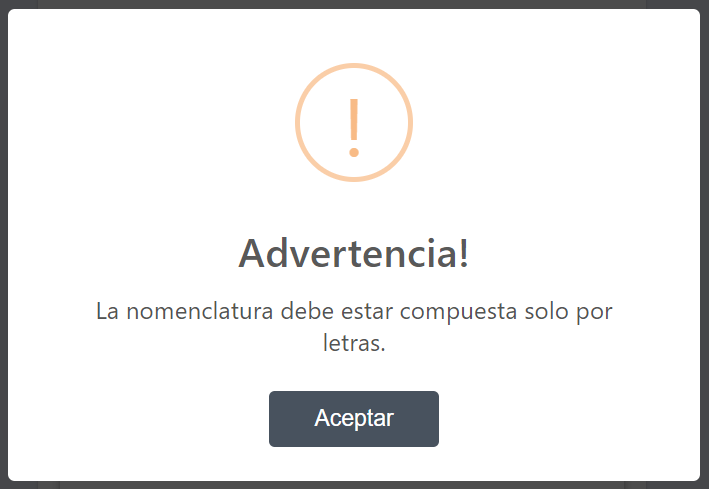 !
Advertencia!
La nomenclatura debe estar compuesta solo por
letras.
Aceptar